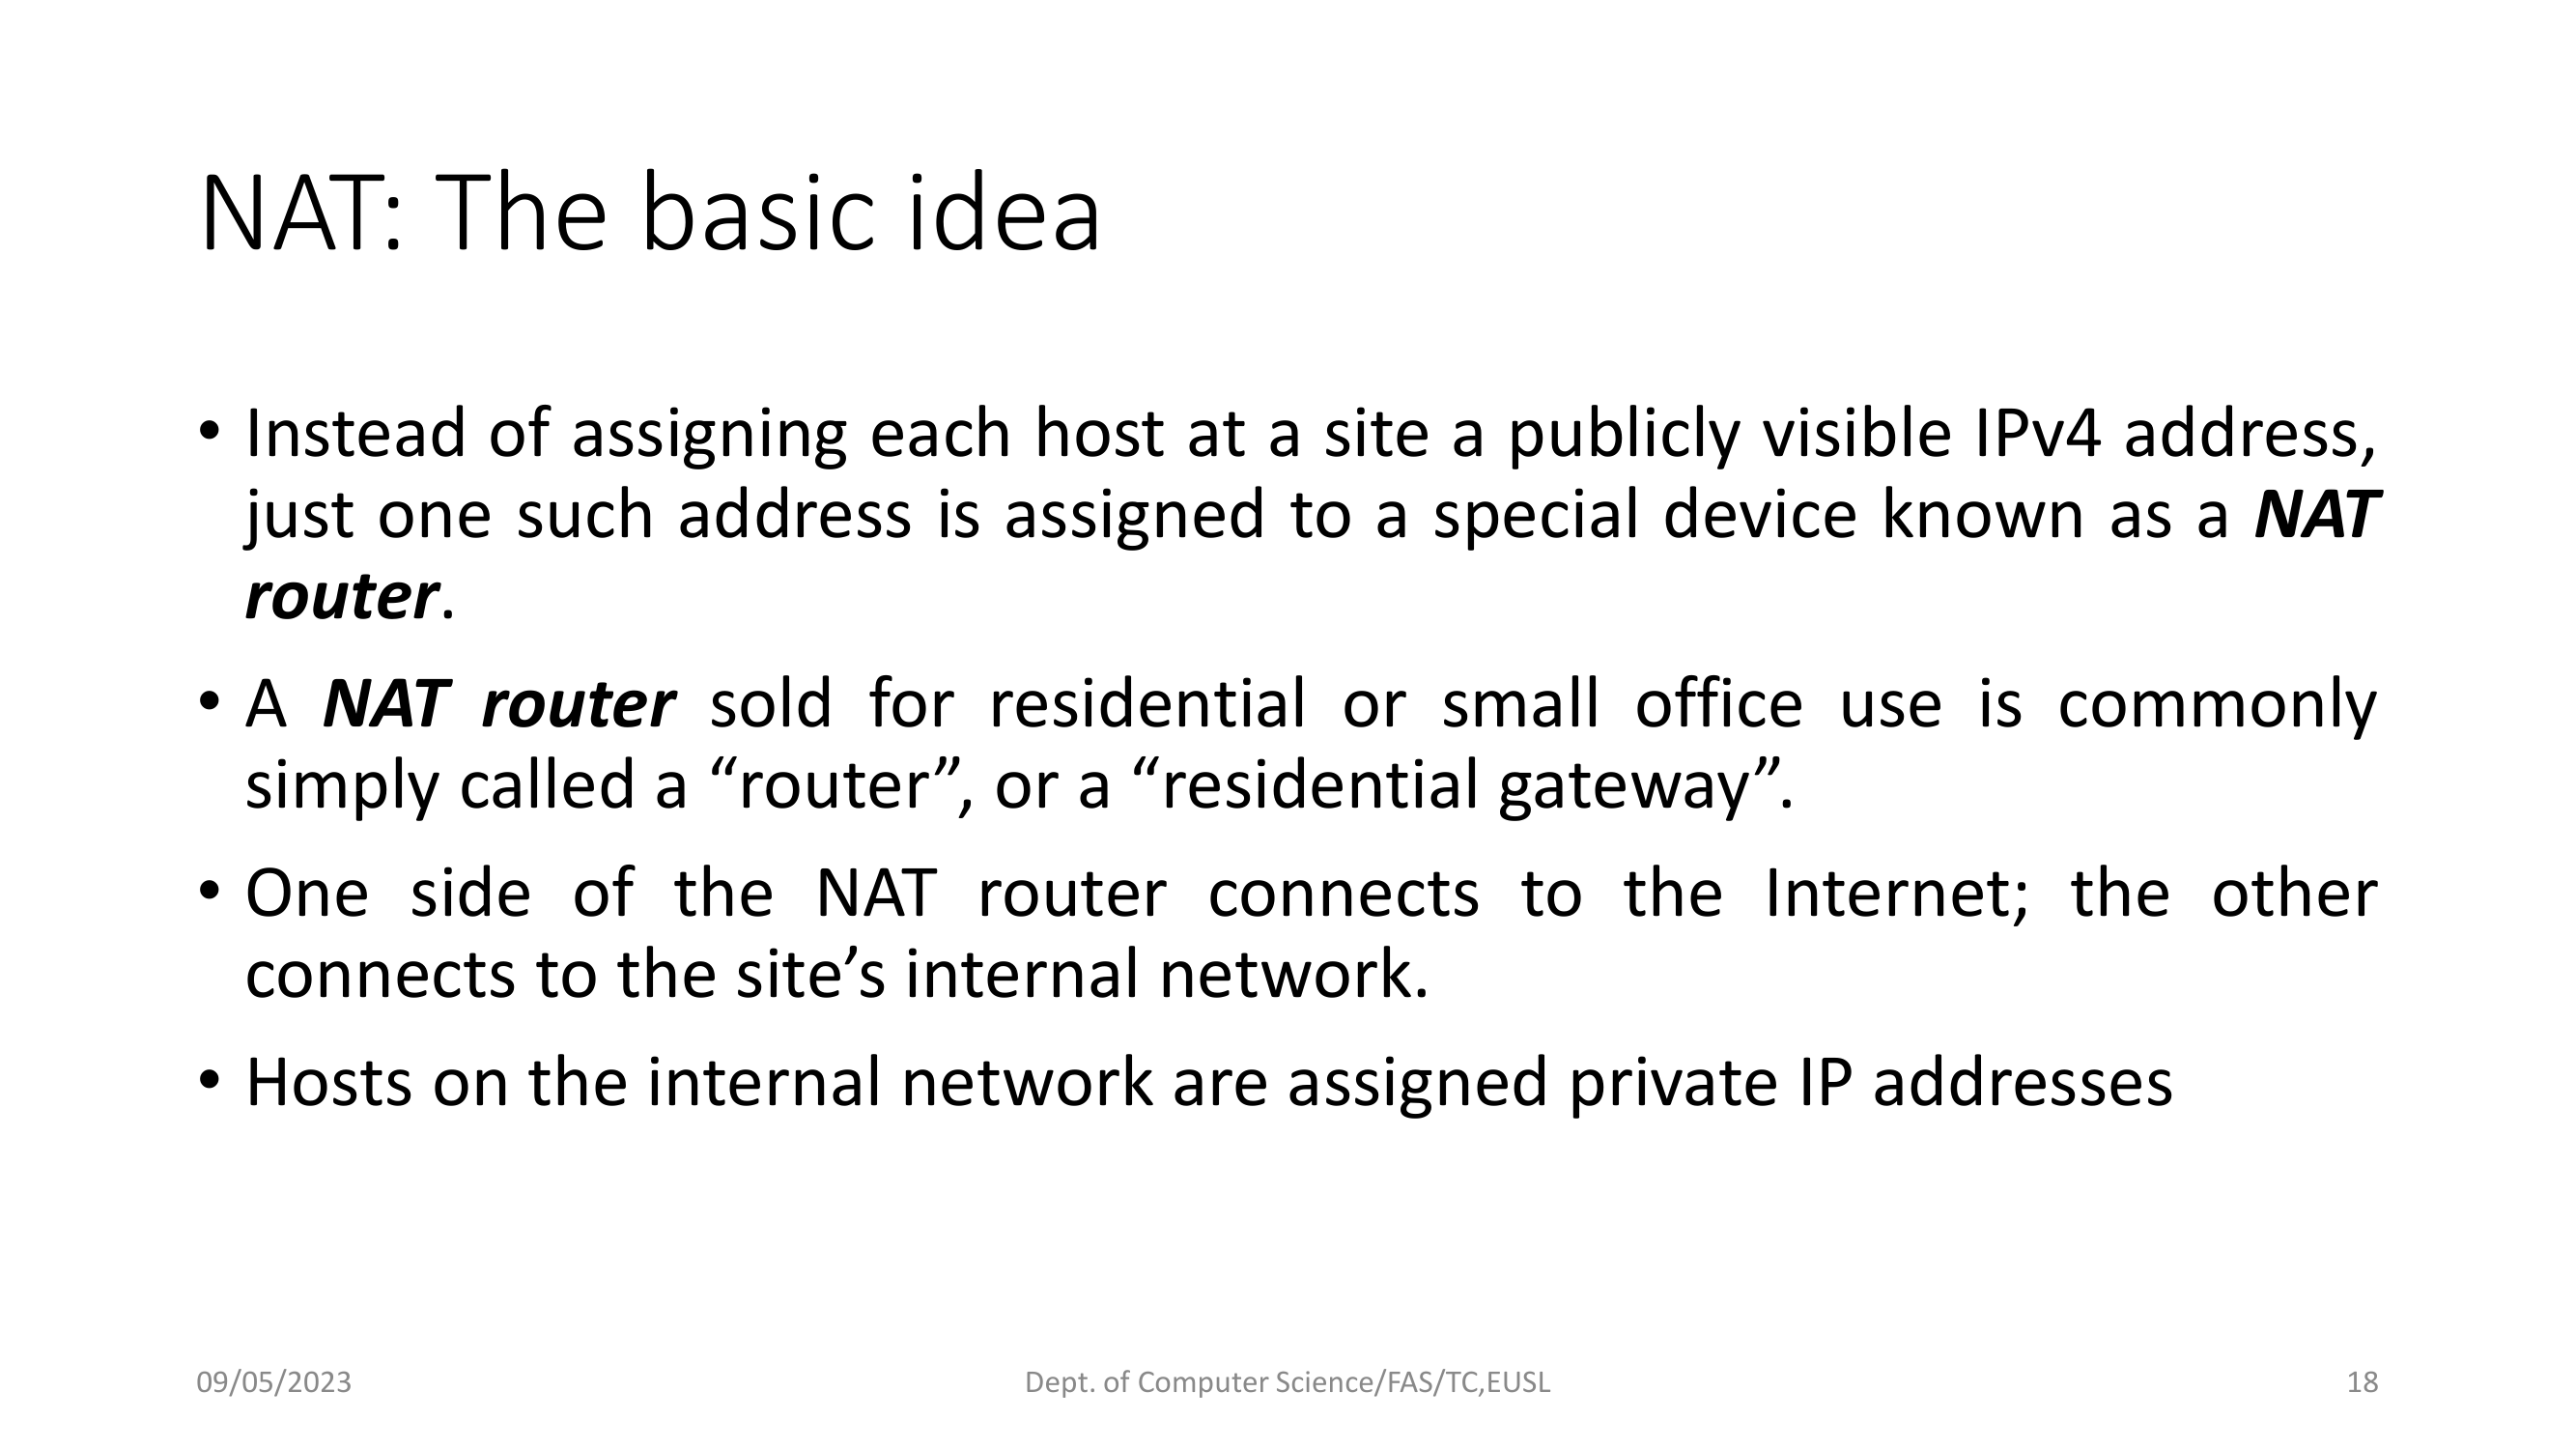 NAT: The basic idea
• Instead of assigning each host at a site a publicly visible IPv4 address,
just one such address is assigned to a special device known as a NAT
router.
• A NAT router sold for residential or small office use is commonly
simply called a “router”, or a “residential gateway”.
• One side of the NAT router connects to the Internet; the other
connects to the site’s internal network.
• Hosts on the internal network are assigned private IP addresses
09/05/2023
Dept. of Computer Science/FAS/TC,EUSL
18